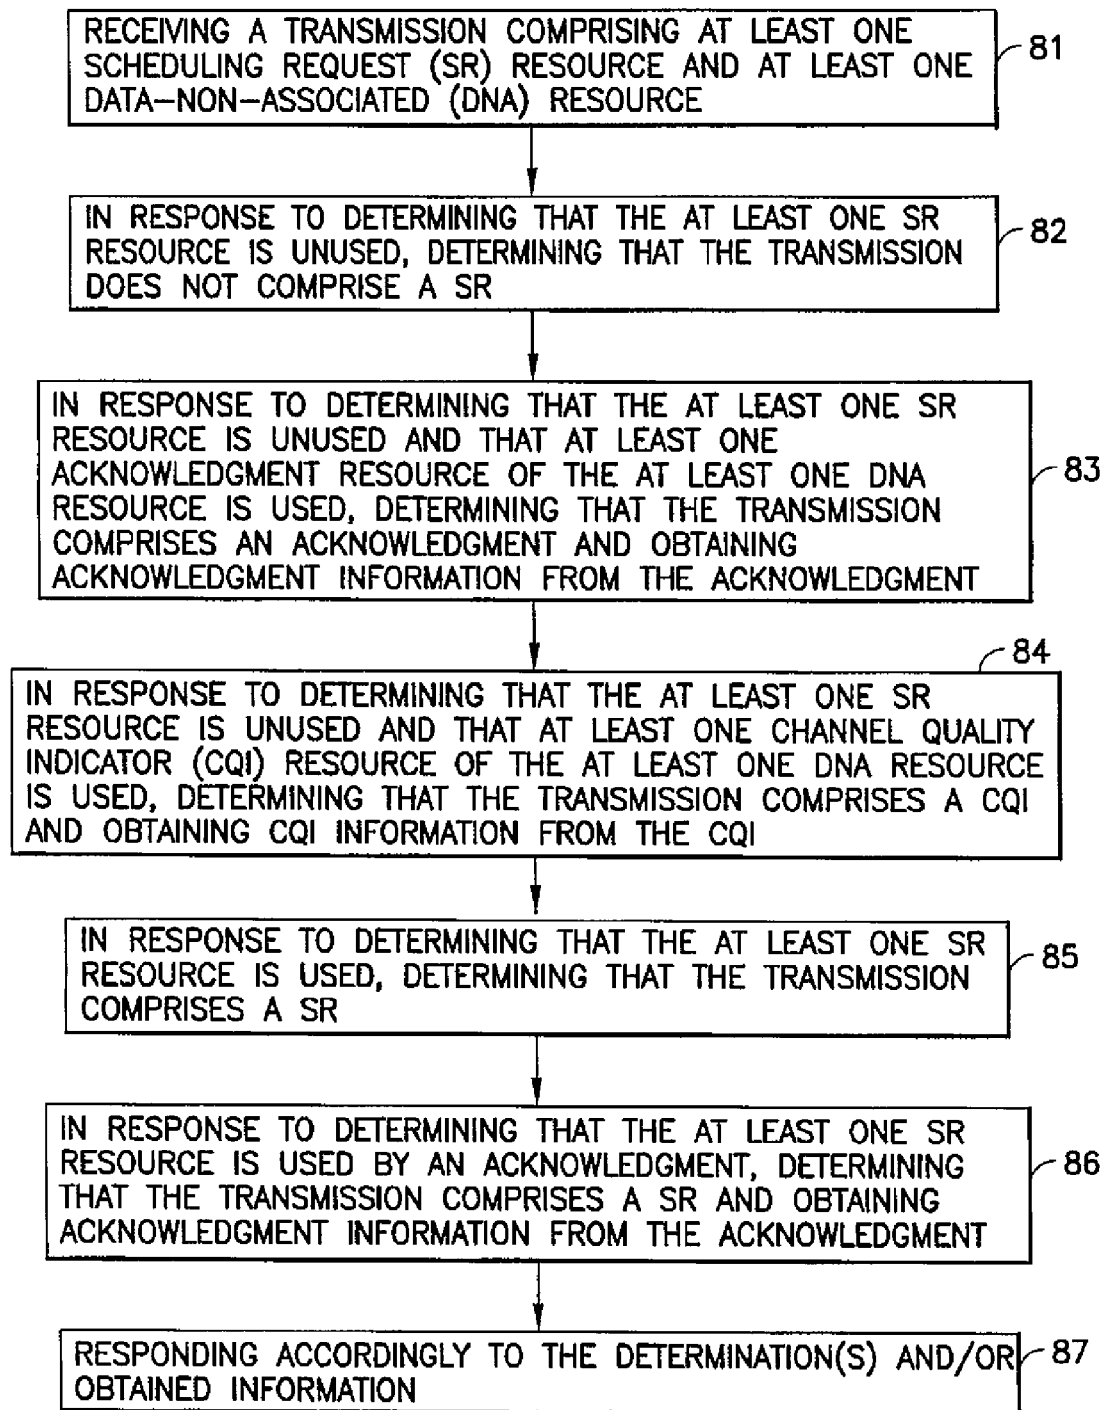 RECEIVING A TRANSMISSION COMPRISING AT LEAST ONE
SCHEDULING REQUEST (SR) RESOURCE AND AT LEAST ONE
DATA-NON-ASSOCIATED (DNA) RESOURCE
81
IN RESPONSE TO DETERMINING THAT THE AT LEAST ONE SR
RESOURCE IS UNUSED, DETERMINING THAT THE TRANSMISSION
DOES NOT COMPRISE A SR
82
IN RESPONSE TO DETERMINING THAT THE AT LEAST ONE SR
RESOURCE IS UNUSED AND THAT AT LEAST ONE
ACKNOWLEDGMENT RESOURCE OF THE AT LEAST ONE DNA
RESOURCE IS USED, DETERMINING THAT THE TRANSMISSION
COMPRISES AN ACKNOWLEDGMENT AND OBTAINING
ACKNOWLEDGMENT INFORMATION FROM THE ACKNOWLEDGMENT
83
84
IN RESPONSE TO DETERMINING THAT THE AT LEAST ONE SR
RESOURCE IS UNUSED AND THAT AT LEAST ONE CHANNEL QUALITY
INDICATOR (CQI) RESOURCE OF THE AT LEAST ONE DNA RESOURCE
IS USED, DETERMINING THAT THE TRANSMISSION COMPRISES A CQI
AND OBTAINING CQI INFORMATION FROM THE CQI
IN RESPONSE TO DETERMINING THAT THE AT LEAST ONE SR
RESOURCE IS USED, DETERMINING THAT THE TRANSMISSION
COMPRISES A SR
85
IN RESPONSE TO DETERMINING THAT THE AT LEAST ONE SR
RESOURCE IS USED BY AN ACKNOWLEDGMENT, DETERMINING
THAT THE TRANSMISSION COMPRISES A SR AND OBTAINING
ACKNOWLEDGMENT INFORMATION FROM THE ACKNOWLEDGMENT
86
RESPONDING ACCORDINGLY TO THE DETERMINATION(S) AND/OR
OBTAINED INFORMATION
87